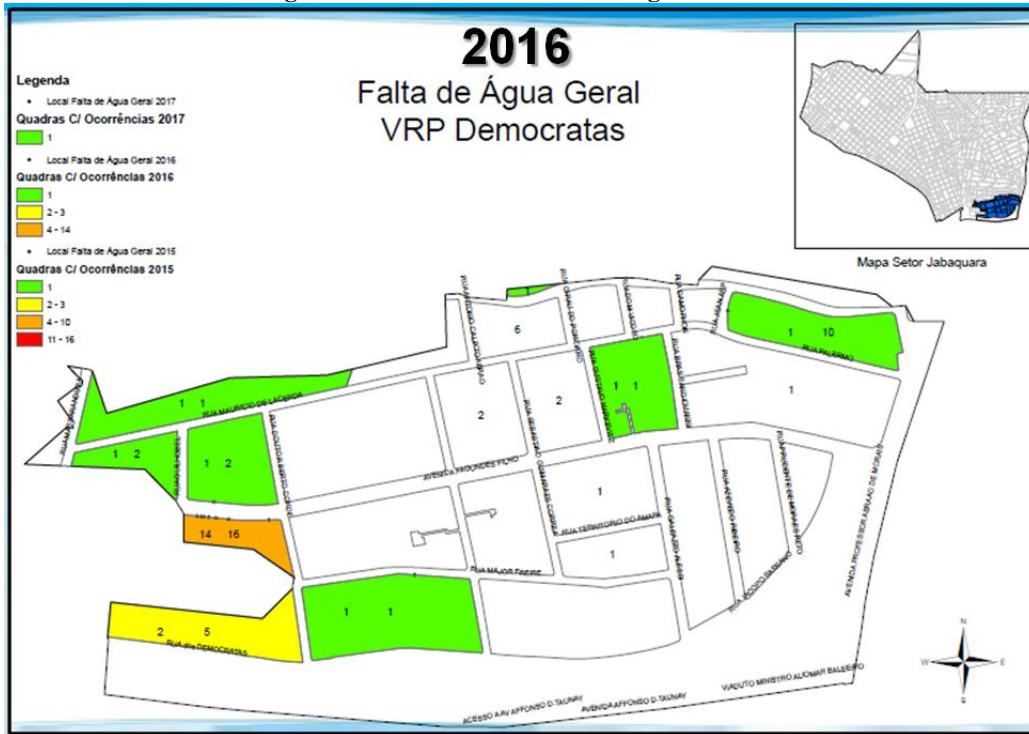 2016
Falta de Água Geral
VRP Democratas
Legenda
Local Falta de Água Geral 2017
Quadras C/ Ocorrências 2017
1
Local Falta de Água Geral 2016
Quadras C/ Ocorrências 2016
1
2 - 3
4 - 14
Local Falta de Água Geral 2015
Quadras C/ Ocorrências 2015
1
2 - 3
4 - 10
11 - 16
Mapa Setor Jabaquara
6
1 10
RUA PALERMO
1 1
RUA MAURICIO DE LACERDA
1 1
1
2
2
1 2
1 2
AVENIDA FAGUNDES FILHO
1
RUA TERRITORIO DO AMAPA
14 16
1
RUA MAJOR FREIRE
1 1
2 5
RUA dos DEMOCRATAS
AVENIDA PROFESSOR ABRAAO DE MORAIS
ACESSO A AV AFFONSO D.TAUNAY
AVENIDA AFFONSO D.TAUNAY
VIADUTO MINISTRO ALIOMAR BALEEIRO
N
W E
S